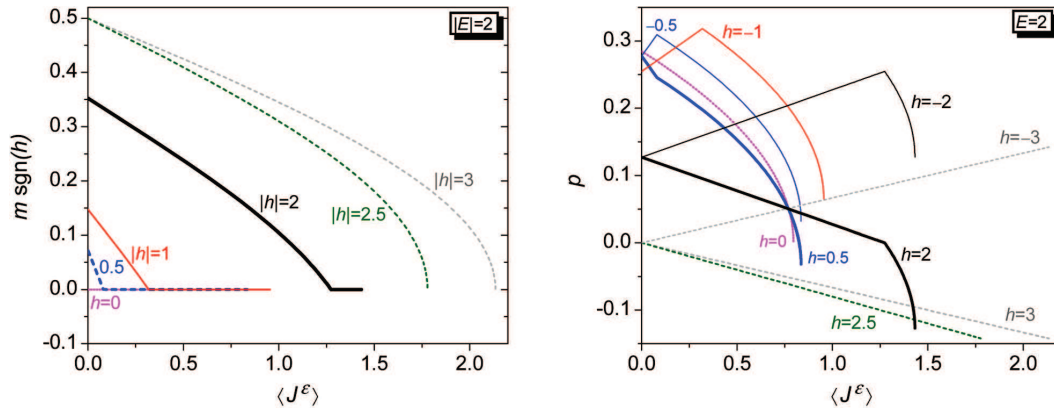 |E|=2
0.5
0.4
0.3
0.2
0.1
0.0
-0.1
m sgn(h)
|h|=3
|h|=2
|h|=2.5
|h|=1
0.5
h=0
0.0 0.5 1.0 1.5 2.0
⟨J^ε⟩
E=2
0.3
0.2
0.1
0.0
-0.1
p
−0.5
h=−1
h=−2
h=−3
h=0
h=0.5
h=2
h=3
h=2.5
0.0 0.5 1.0 1.5 2.0
⟨J^ε⟩